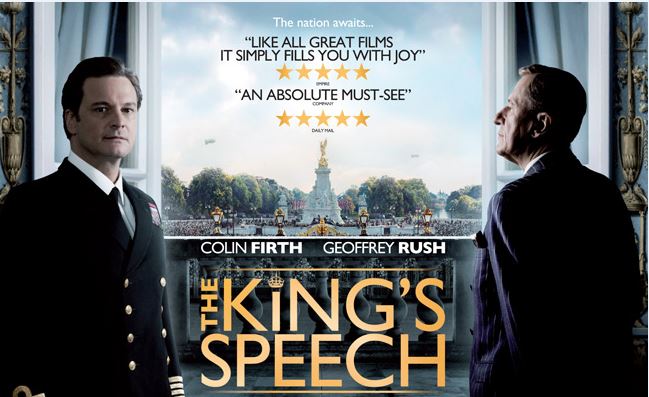 The nation awaits...
“LIKE ALL GREAT FILMS
IT SIMPLY FILLS YOU WITH JOY”
EMPIRE
“AN ABSOLUTE MUST-SEE”
COMPANY
DAILY MAIL
COLIN FIRTH GEOFFREY RUSH
THE KING'S
SPEECH